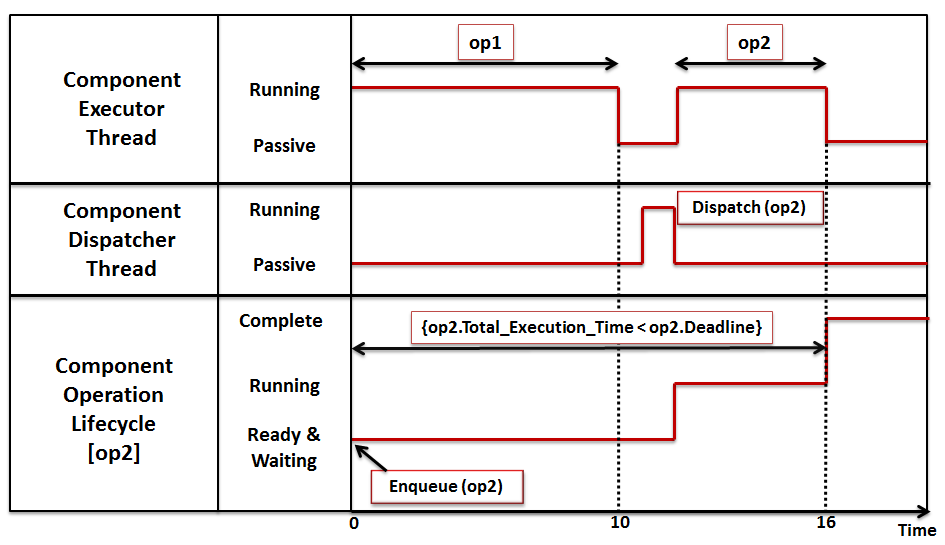 op1
op2
Component
Executor
Thread
Running
Passive
Component
Dispatcher
Thread
Running
Passive
Dispatch (op2)
Component
Operation
Lifecycle
[op2]
Complete
Running
Ready &
Waiting
{op2.Total_Execution_Time < op2.Deadline}
Enqueue (op2)
0
10
16
Time